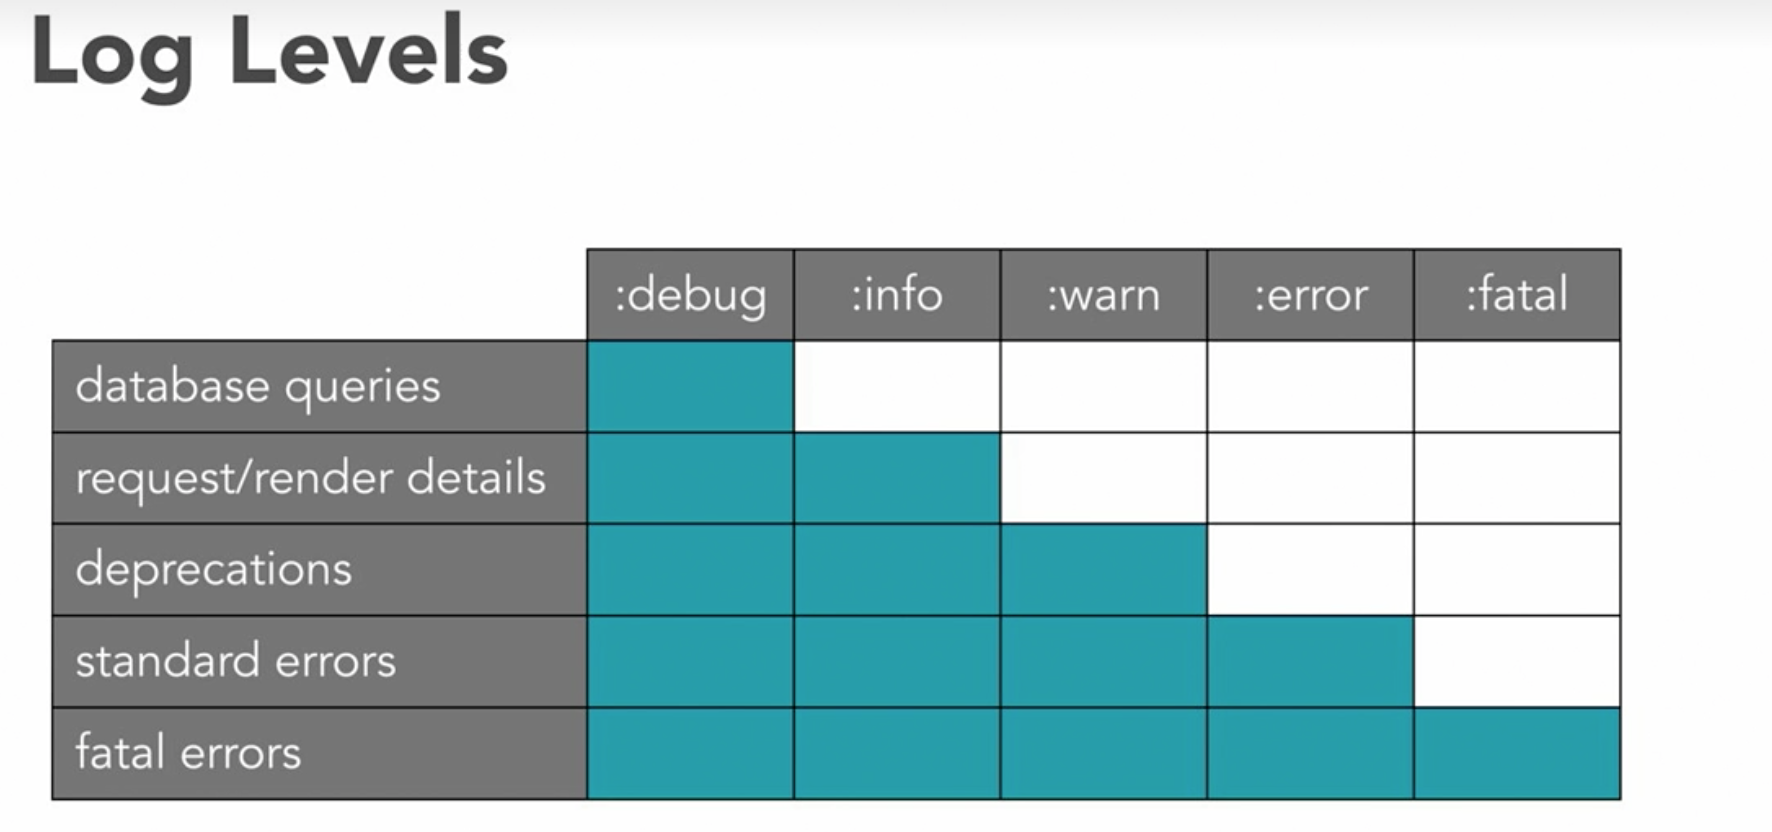 Log Levels
:debug :info :warn :error :fatal
database queries
request/render details
deprecations
standard errors
fatal errors